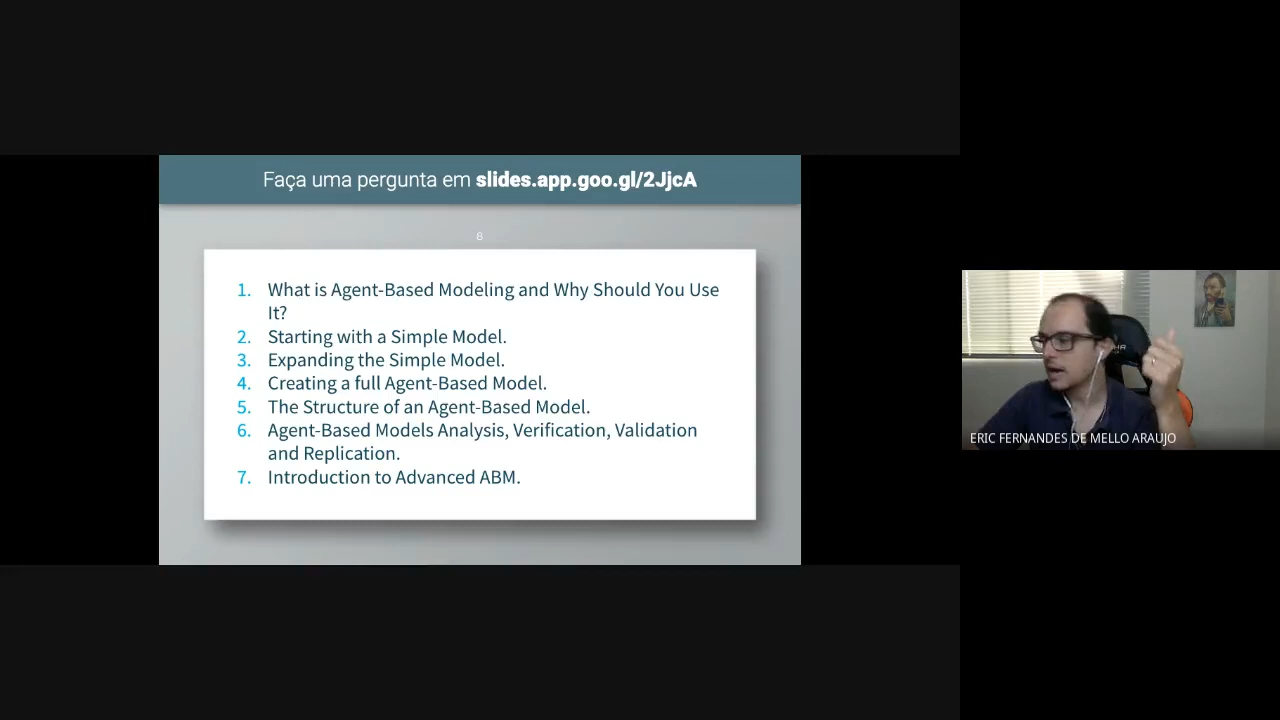 Faça uma pergunta em slides.app.goo.gl/2JjcA
6
1. What is Agent-Based Modeling and Why Should You Use
It?
2. Starting with a Simple Model.
3. Expanding the Simple Model.
4. Creating a full Agent-Based Model.
5. The Structure of an Agent-Based Model.
6. Agent-Based Models Analysis, Verification, Validation
and Replication.
7. Introduction to Advanced ABM.
ERIC FERNANDES DE MELLO ARAUJO